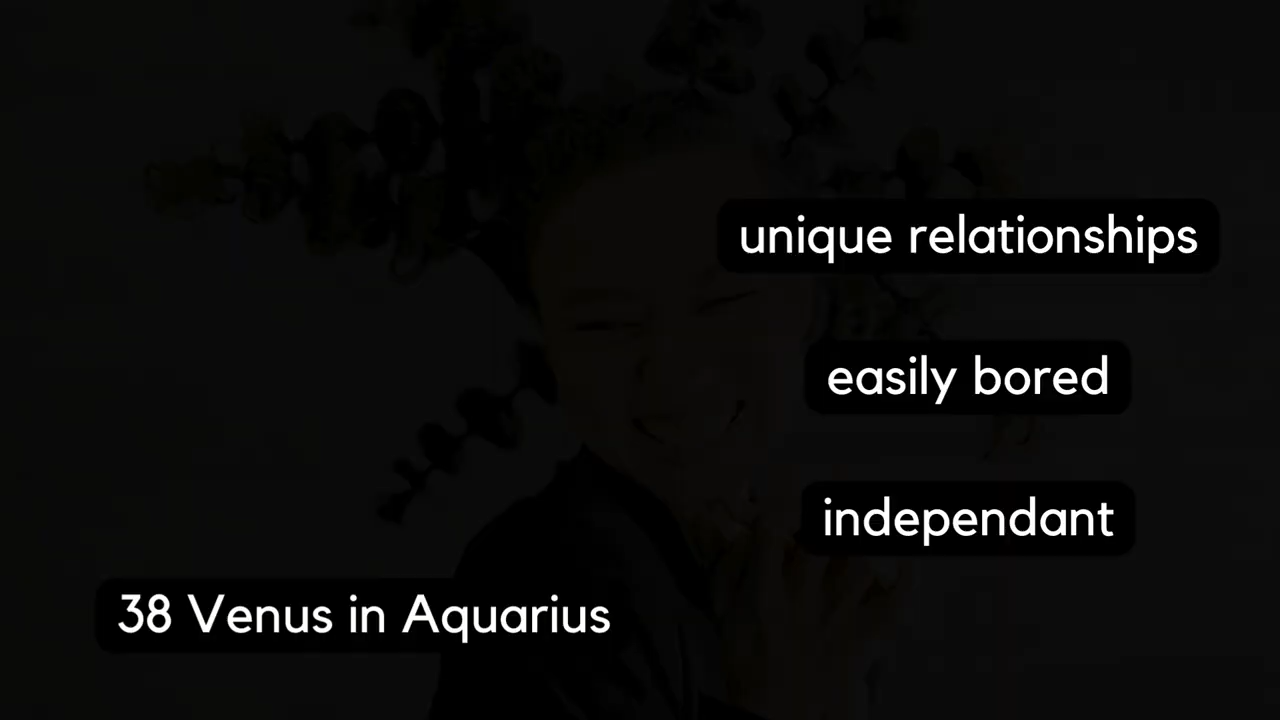 unique relationships
easily bored
independant
38 Venus in Aquarius